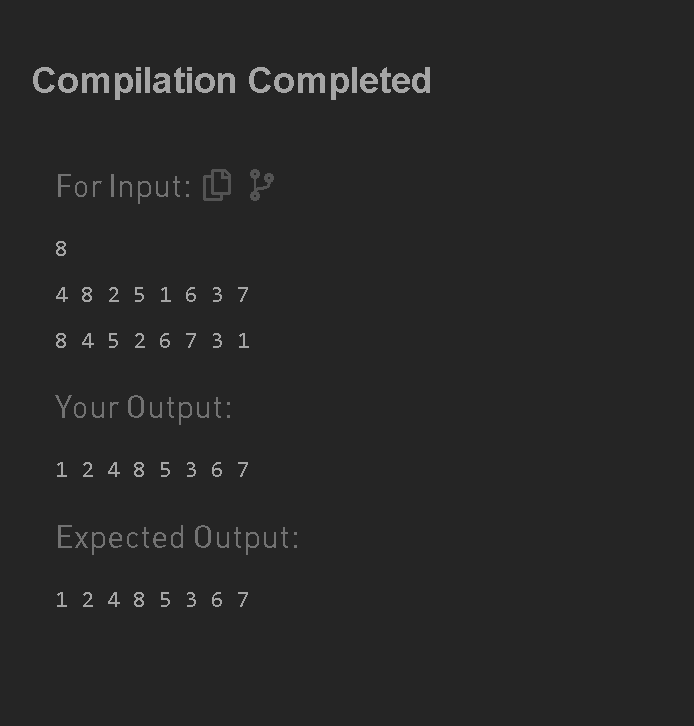 Compilation Completed
For Input:
8
4 8 2 5 1 6 3 7
8 4 5 2 6 7 3 1
Your Output:
1 2 4 8 5 3 6 7
Expected Output:
1 2 4 8 5 3 6 7